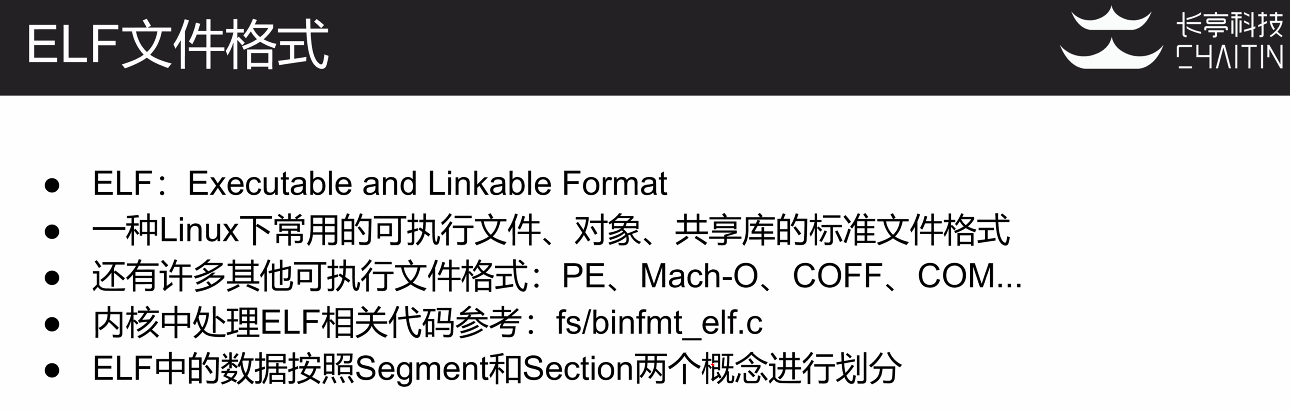 ELF文件格式
长亭科技
CHAITIN
● ELF：Executable and Linkable Format
● 一种Linux下常用的可执行文件、对象、共享库的标准文件格式
● 还有许多其他可执行文件格式：PE、Mach-O、COFF、COM...
● 内核中处理ELF相关代码参考：fs/binfmt_elf.c
● ELF中的数据按照Segment和Section两个概念进行划分